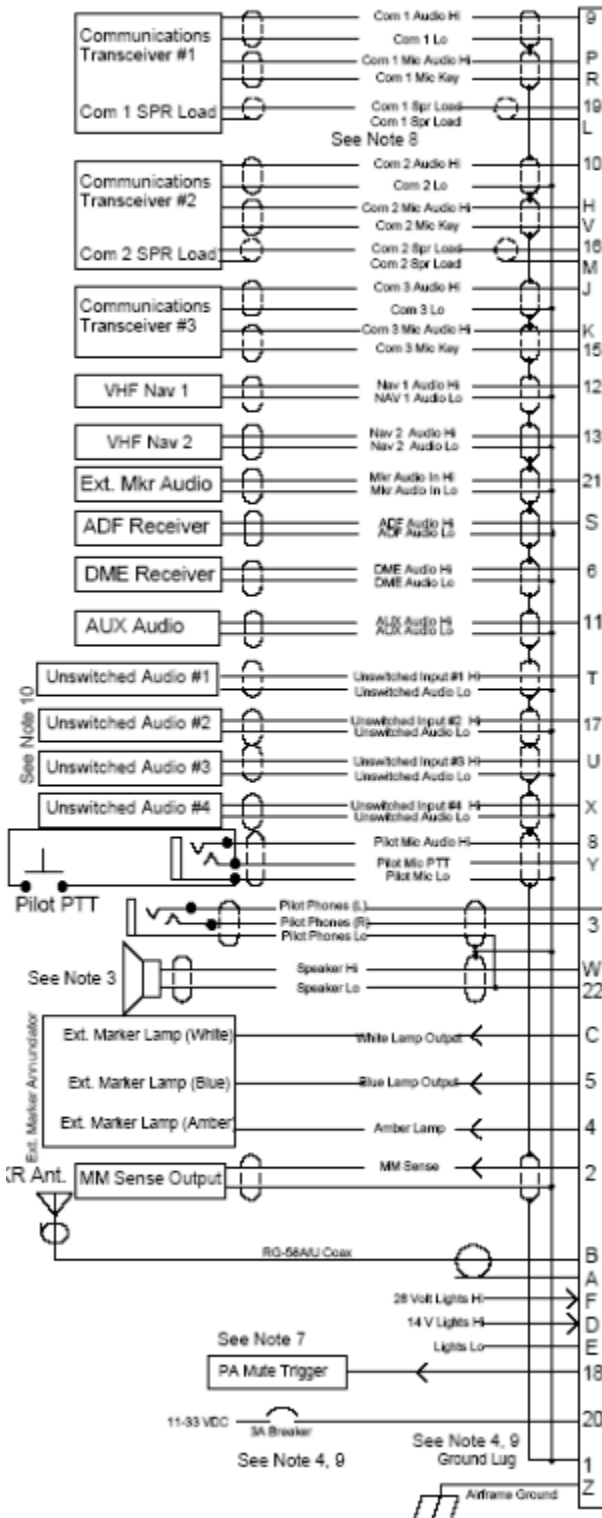 Communications
Transceiver #1
Com 1 SPR Load
Com 1 Audio Hi
9
Com 1 Lo
Com 1 Mic Audio Hi
P
Com 1 Mic Key
R
Com 1 Spr Load
19
Com 1 Spr Load
L
See Note 8
Communications
Transceiver #2
Com 2 SPR Load
Com 2 Audio Hi
10
Com 2 Lo
Com 2 Mic Audio Hi
H
Com 2 Mic Key
V
Com 2 Spr Load
16
Com 2 Spr Load
M
Communications
Transceiver #3
Com 3 Audio Hi
J
Com 3 Lo
Com 3 Mic Audio Hi
K
Com 3 Mic Key
15
VHF Nav 1
Nav 1 Audio Hi
12
NAV 1 Audio Lo
VHF Nav 2
Nav 2 Audio Hi
13
Nav 2 Audio Lo
Ext. Mkr Audio
Mkr Audio In Hi
21
Mkr Audio In Lo
ADF Receiver
ADF Audio Hi
S
ADF Audio Lo
DME Receiver
DME Audio Hi
6
DME Audio Lo
AUX Audio
AUX Audio Hi
11
AUX Audio Lo
See Note 10
Unswitched Audio #1
Unswitched Input #1 Hi
T
Unswitched Audio Lo
Unswitched Audio #2
Unswitched Input #2 Hi
17
Unswitched Audio Lo
Unswitched Audio #3
Unswitched Input #3 Hi
U
Unswitched Audio Lo
Unswitched Audio #4
Unswitched Input #4 Hi
X
Unswitched Audio Lo
Pilot PTT
Pilot Mic Audio Hi
8
Pilot Mic PTT
Y
Pilot Mic Lo
Pilot Phones (L)
Pilot Phones (R)
3
Pilot Phones Lo
See Note 3
Speaker Hi
W
Speaker Lo
22
Ext. Marker Annundator
Ext. Marker Lamp (White)
White Lamp Output
C
Ext. Marker Lamp (Blue)
Blue Lamp Output
5
Ext. Marker Lamp (Amber)
Amber Lamp
4
MM Sense Output
MM Sense
2
KR Ant.
RG-58A/U Coax
B
A
28 Volt Lights Hi
F
14 V Lights Hi
D
Lights Lo
E
See Note 7
PA Mute Trigger
18
11-33 VDC
3A Breaker
20
See Note 4, 9
See Note 4, 9
Ground Lug
1
Airframe Ground
Z